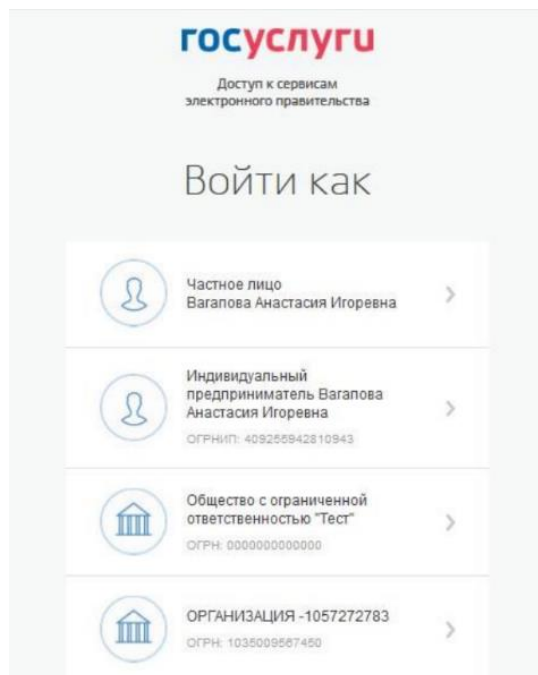 госуслуги
Доступ к сервисам
электронного правительства
Войти как
Частное лицо
Вагапова Анастасия Игоревна
Индивидуальный
предприниматель Вагапова
Анастасия Игоревна
ОГРНИП: 409255942810943
Общество с ограниченной
ответственностью "Тест"
ОГРН: 0000000000000
ОРГАНИЗАЦИЯ -1057272783
ОГРН: 1035009567450